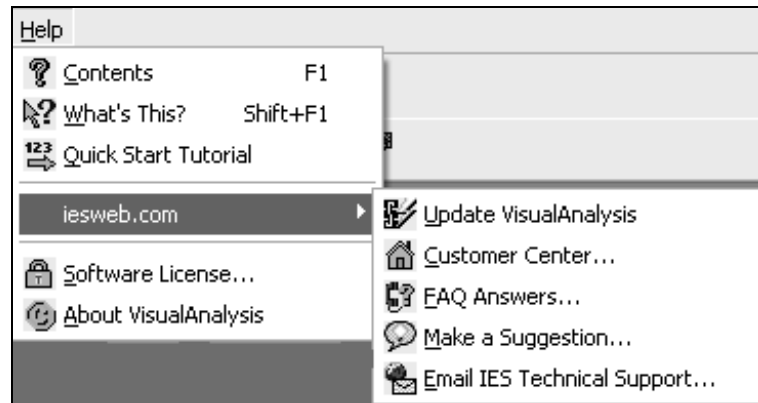 Help
Contents F1
What's This? Shift+F1
123 Quick Start Tutorial
iesweb.com
Software License...
About VisualAnalysis
Update VisualAnalysis
Customer Center...
FAQ Answers...
Make a Suggestion...
Email IES Technical Support...